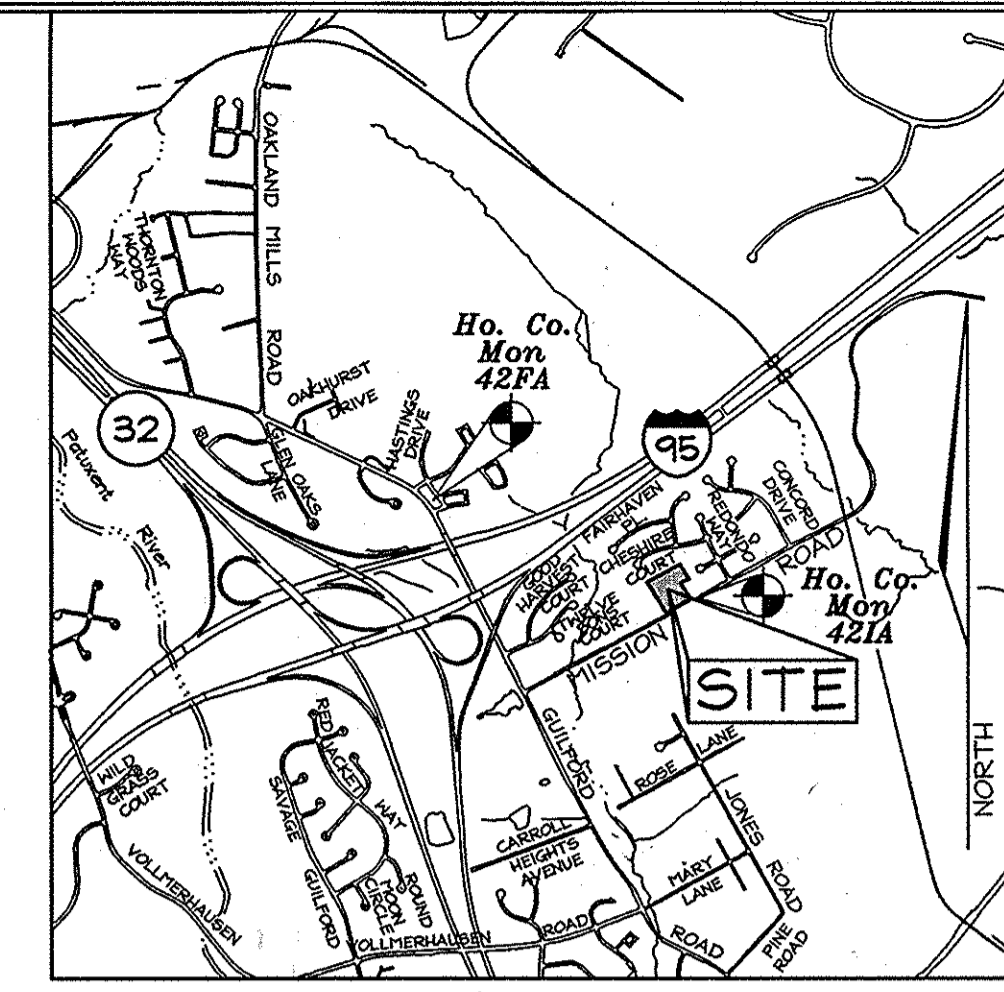 OAKLAND MILLS ROAD
THORNTON
WOODS
WAY
Ho. Co.
Mon
42FA
OAKHURST
DRIVE
HASTINGS
DRIVE
32
GLEN OAKS
LANE
95
Patuxent
River
FAIRHAVEN
PL.
CHESHIRE
COURT
REDONDO
WAY
CONCORD
DRIVE
GOOD
HARVEST
COURT
TWELVE
COURT
MISSION ROAD
Ho. Co.
Mon
42IA
SITE
NORTH
GUILFORD
ROSE LANE
JONES ROAD
RED
JACKET
WAY
SAVAGE
GUILFORD
WILD
GRASS
COURT
CARROLL
HEIGHTS
AVENUE
MARY
LANE
ROUND
MOON
CIRCLE
VOLLMERHAUSEN
VOLLMERHAUSEN ROAD
ROAD
PINE
ROAD